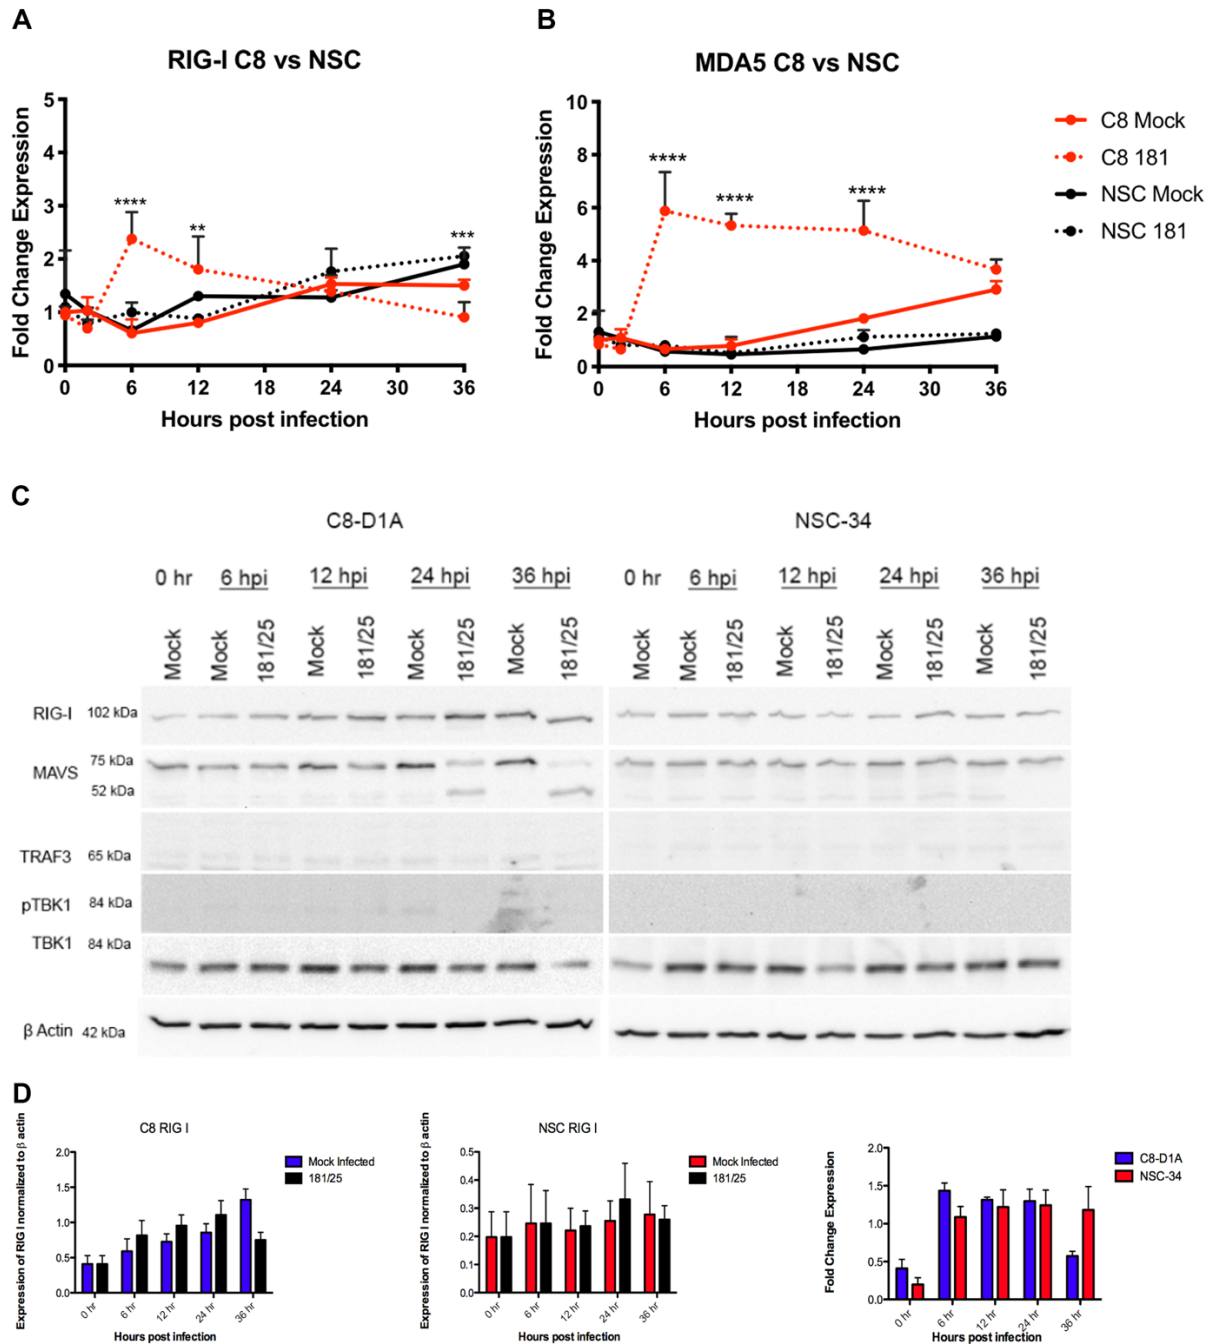 A
B
RIG-I C8 vs NSC
MDA5 C8 vs NSC
Fold Change Expression
5
4
3
2
1
0
**** ** ***
0 6 12 18 24 30 36
Hours post infection
Fold Change Expression
10
8
6
4
2
0
**** **** ****
0 6 12 18 24 30 36
Hours post infection
C8 Mock
C8 181
NSC Mock
NSC 181
C
C8-D1A
NSC-34
0 hr 6 hpi 12 hpi 24 hpi 36 hpi
0 hr 6 hpi 12 hpi 24 hpi 36 hpi
Mock Mock 181/25 Mock 181/25 Mock 181/25 Mock 181/25
Mock Mock 181/25 Mock 181/25 Mock 181/25 Mock 181/25
RIG-I 102 kDa
MAVS 75 kDa
52 kDa
TRAF3 65 kDa
pTBK1 84 kDa
TBK1 84 kDa
β Actin 42 kDa
D
C8 RIG I
Expression of RIG I normalized to β actin
2.0
1.5
1.0
0.5
0.0
0 hr 6 hr 12 hr 24 hr 36 hr
Hours post infection
Mock Infected
181/25
NSC RIG I
Expression of RIG I normalized to β actin
0.5
0.4
0.3
0.2
0.1
0.0
0 hr 6 hr 12 hr 24 hr 36 hr
Hours post infection
Mock Infected
181/25
Fold Change Expression
2.0
1.5
1.0
0.5
0.0
0 hr 6 hr 12 hr 24 hr 36 hr
Hours post infection
C8-D1A
NSC-34